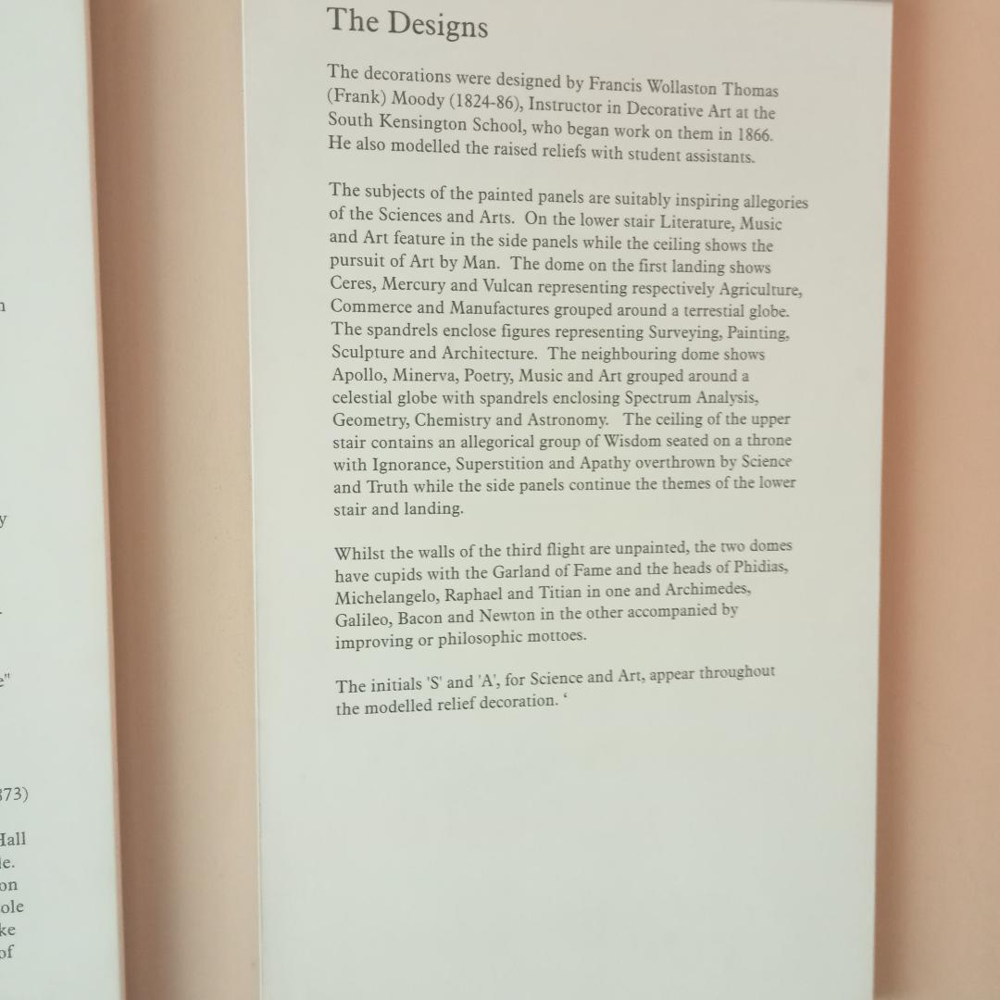 The Designs
The decorations were designed by Francis Wollaston Thomas
(Frank) Moody (1824-86), Instructor in Decorative Art at the
South Kensington School, who began work on them in 1866.
He also modelled the raised reliefs with student assistants.
The subjects of the painted panels are suitably inspiring allegories
of the Sciences and Arts. On the lower stair Literature, Music
and Art feature in the side panels while the ceiling shows the
pursuit of Art by Man. The dome on the first landing shows
Ceres, Mercury and Vulcan representing respectively Agriculture,
Commerce and Manufactures grouped around a terrestial globe.
The spandrels enclose figures representing Surveying, Painting,
Sculpture and Architecture. The neighbouring dome shows
Apollo, Minerva, Poetry, Music and Art grouped around a
celestial globe with spandrels enclosing Spectrum Analysis,
Geometry, Chemistry and Astronomy. The ceiling of the upper
stair contains an allegorical group of Wisdom seated on a throne
with Ignorance, Superstition and Apathy overthrown by Science
and Truth while the side panels continue the themes of the lower
stair and landing.
Whilst the walls of the third flight are unpainted, the two domes
have cupids with the Garland of Fame and the heads of Phidias,
Michelangelo, Raphael and Titian in one and Archimedes,
Galileo, Bacon and Newton in the other accompanied by
improving or philosophic mottoes.
The initials 'S' and 'A', for Science and Art, appear throughout
the modelled relief decoration. ‘
on
of